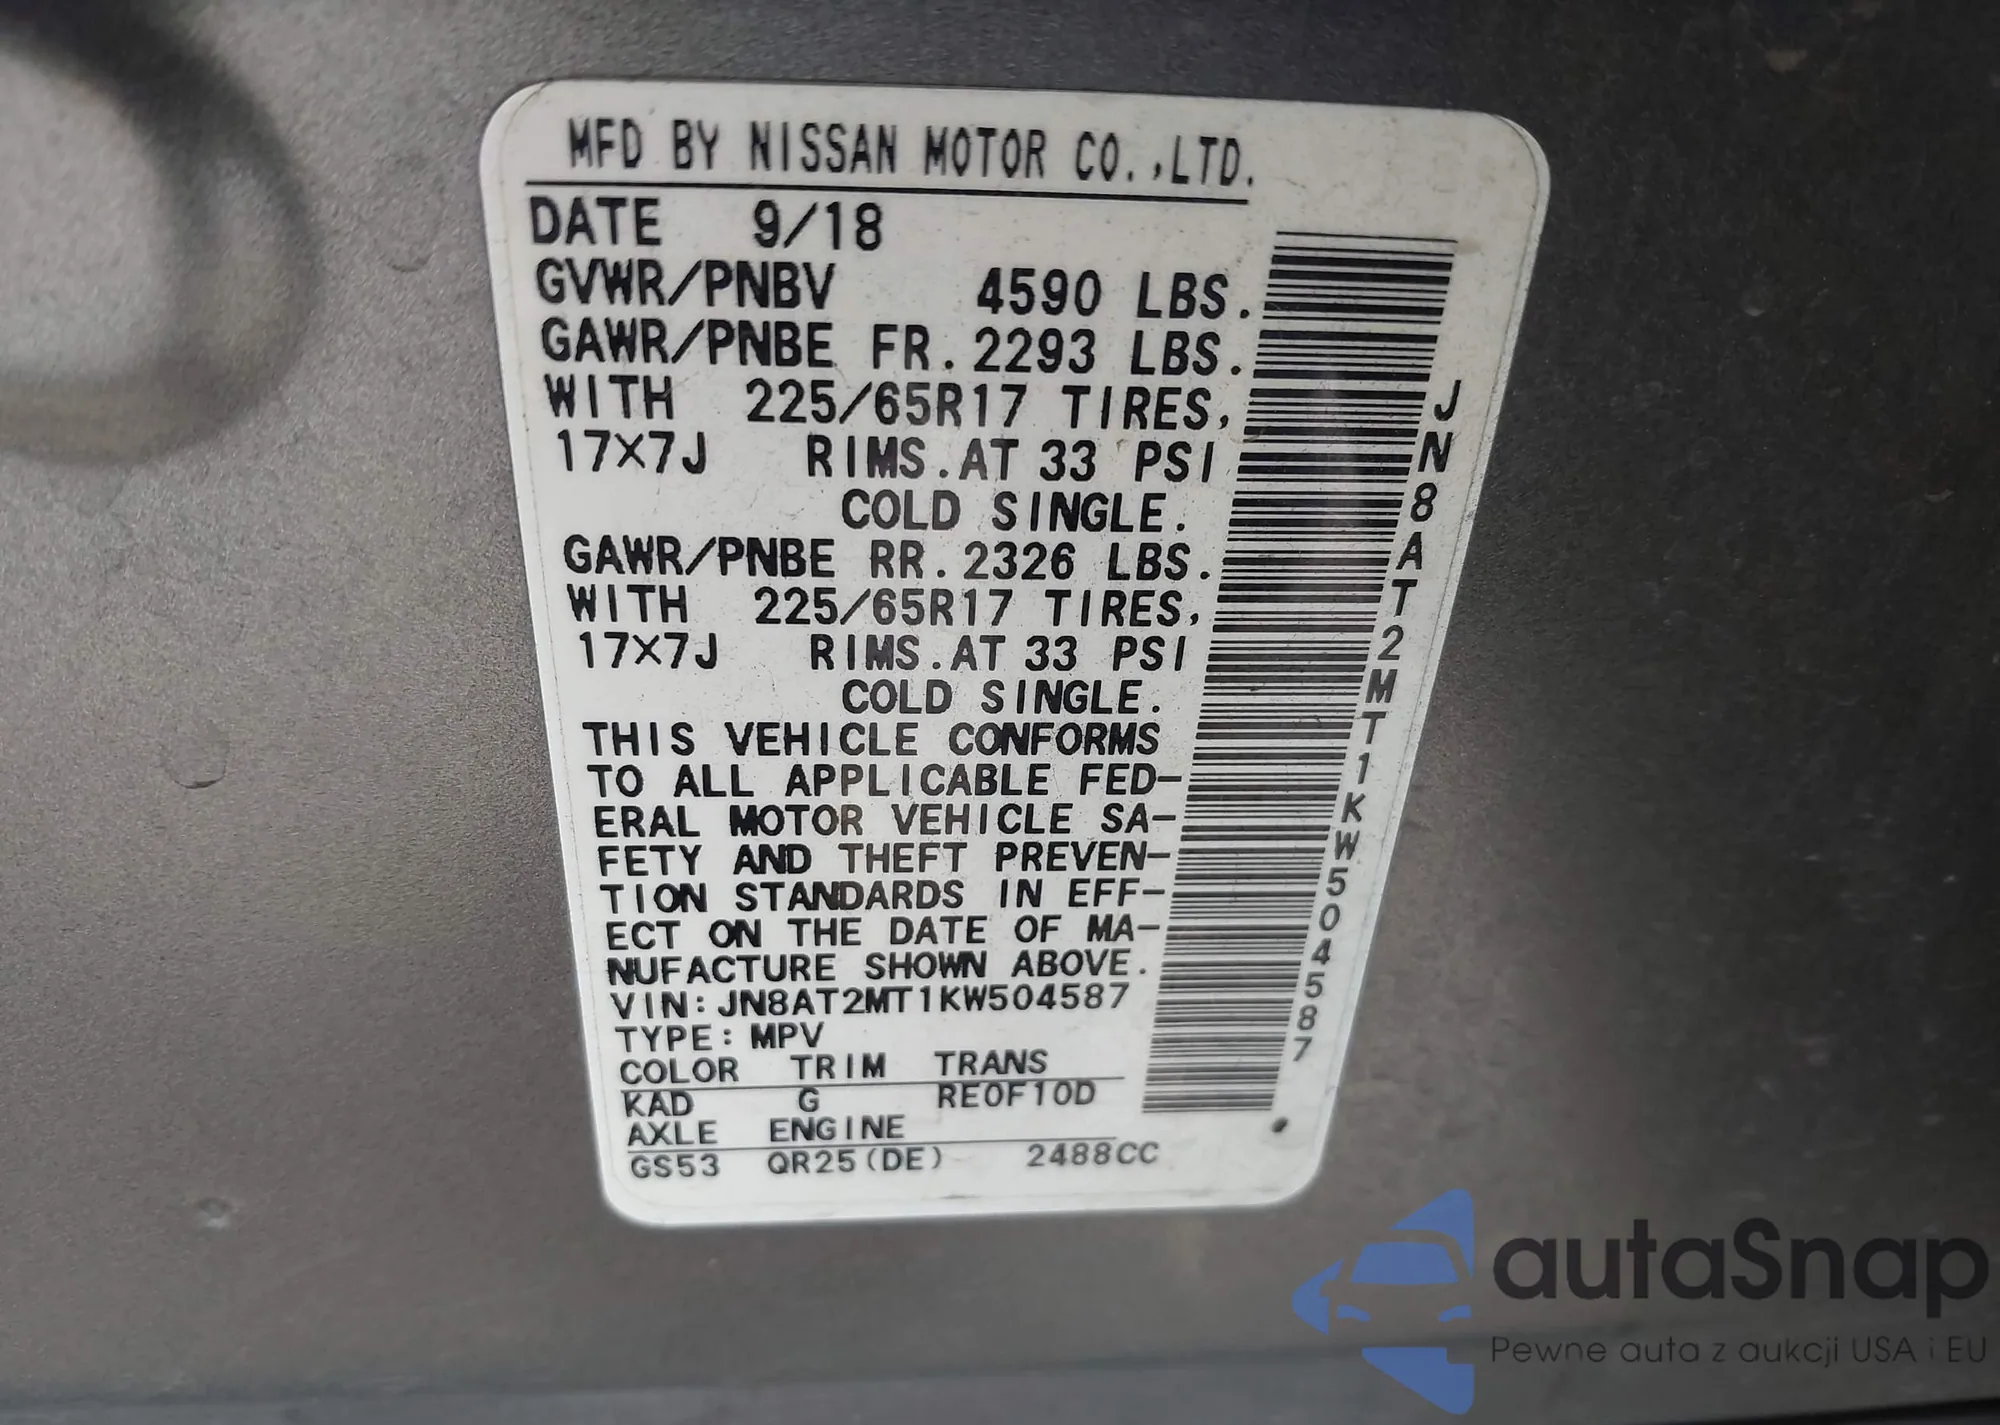 MFD BY NISSAN MOTOR CO.,LTD.
DATE 9/18
GVWR/PNBV 4590 LBS.
GAWR/PNBE FR.2293 LBS.
WITH 225/65R17 TIRES,
17X7J RIMS.AT 33 PSI
COLD SINGLE.
GAWR/PNBE RR.2326 LBS.
WITH 225/65R17 TIRES,
17X7J RIMS.AT 33 PSI
COLD SINGLE.
THIS VEHICLE CONFORMS
TO ALL APPLICABLE FED-
ERAL MOTOR VEHICLE SA-
FETY AND THEFT PREVEN-
TION STANDARDS IN EFF-
ECT ON THE DATE OF MA-
NUFACTURE SHOWN ABOVE.
VIN:JN8AT2MT1KW504587
TYPE:MPV
COLOR TRIM TRANS
KAD G RE0F10D
AXLE ENGINE
GS53 QR25(DE) 2488CC
JN8AT2MT1KW504587
autaSnap
Pewne auta z aukcji USA i EU